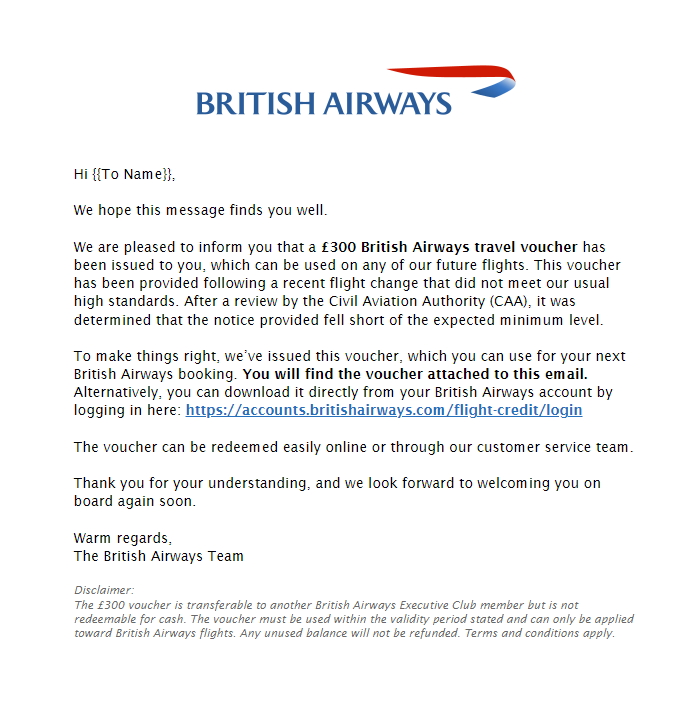 BRITISH AIRWAYS
Hi {{To Name}},
We hope this message finds you well.
We are pleased to inform you that a £300 British Airways travel voucher has
been issued to you, which can be used on any of our future flights. This voucher
has been provided following a recent flight change that did not meet our usual
high standards. After a review by the Civil Aviation Authority (CAA), it was
determined that the notice provided fell short of the expected minimum level.
To make things right, we’ve issued this voucher, which you can use for your next
British Airways booking. You will find the voucher attached to this email.
Alternatively, you can download it directly from your British Airways account by
logging in here: https://accounts.britishairways.com/flight-credit/login
The voucher can be redeemed easily online or through our customer service team.
Thank you for your understanding, and we look forward to welcoming you on
board again soon.
Warm regards,
The British Airways Team
Disclaimer:
The £300 voucher is transferable to another British Airways Executive Club member but is not
redeemable for cash. The voucher must be used within the validity period stated and can only be applied
toward British Airways flights. Any unused balance will not be refunded. Terms and conditions apply.